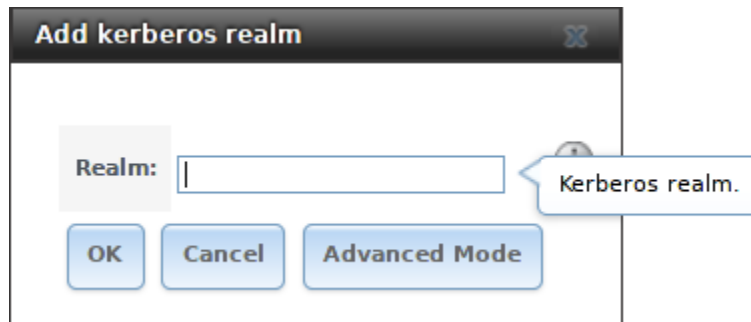 Add kerberos realm
Realm:
Kerberos realm.
OK Cancel Advanced Mode